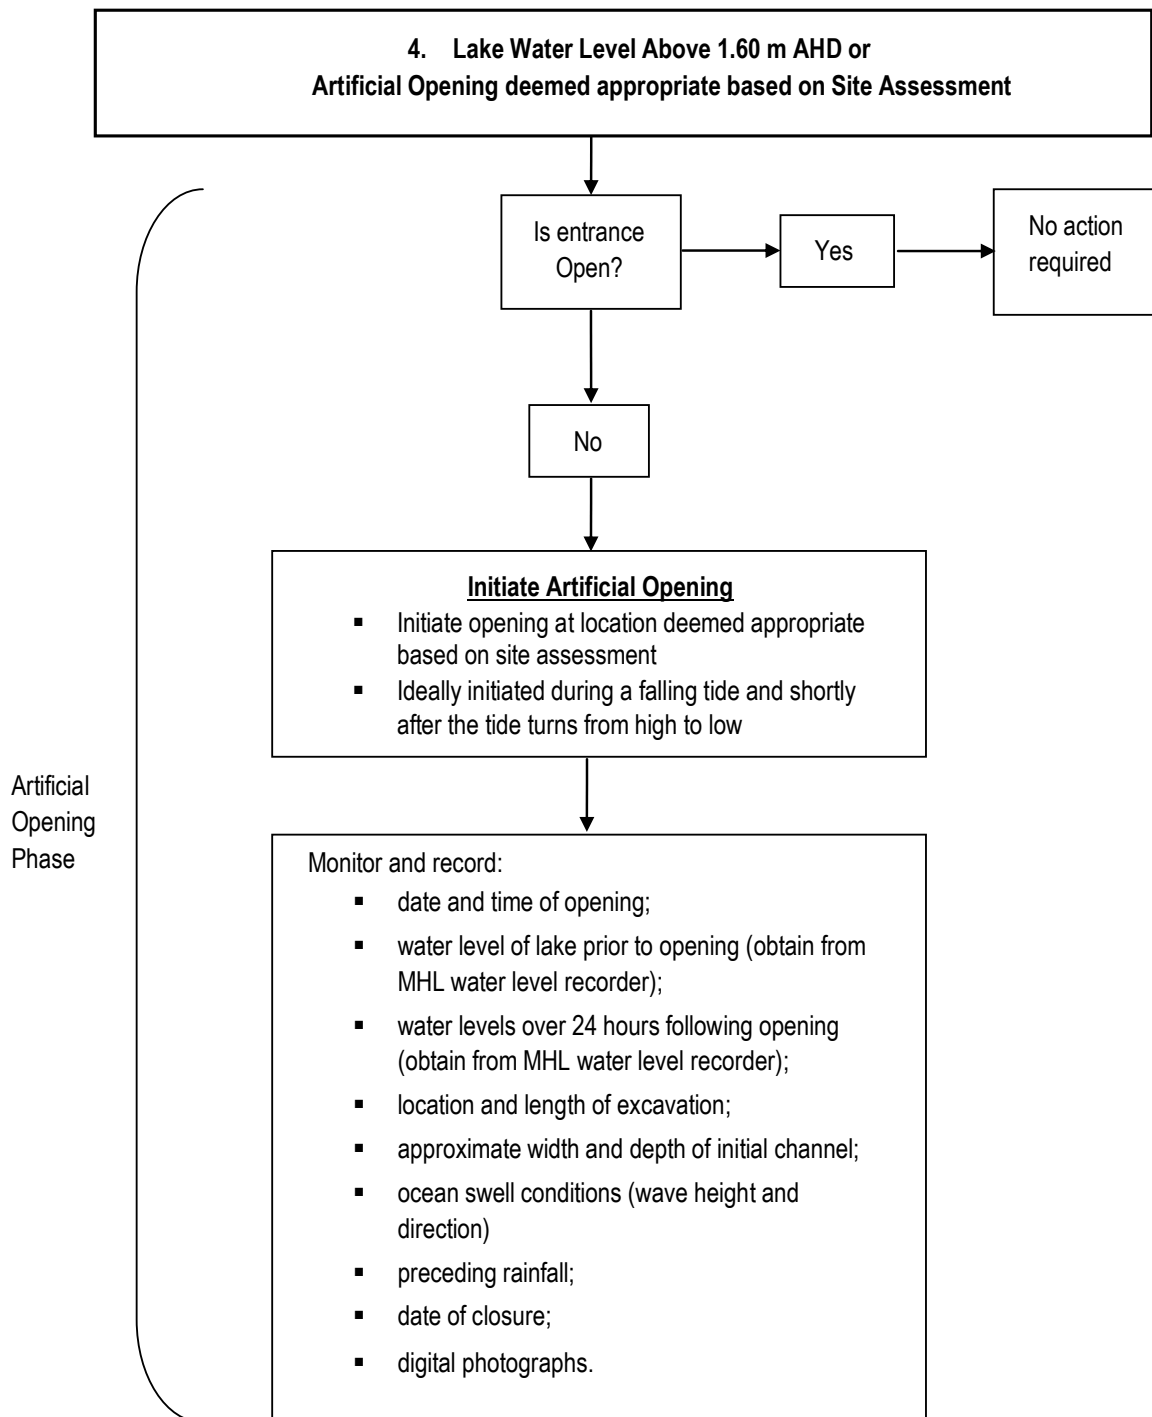 4. Lake Water Level Above 1.60 m AHD or
Artificial Opening deemed appropriate based on Site Assessment
Is entrance
Open?
Yes
No action
required
No
Initiate Artificial Opening
▪ Initiate opening at location deemed appropriate
based on site assessment
▪ Ideally initiated during a falling tide and shortly
after the tide turns from high to low
Artificial
Opening
Phase
Monitor and record:
▪ date and time of opening;
▪ water level of lake prior to opening (obtain from
MHL water level recorder);
▪ water levels over 24 hours following opening
(obtain from MHL water level recorder);
▪ location and length of excavation;
▪ approximate width and depth of initial channel;
▪ ocean swell conditions (wave height and
direction)
▪ preceding rainfall;
▪ date of closure;
▪ digital photographs.